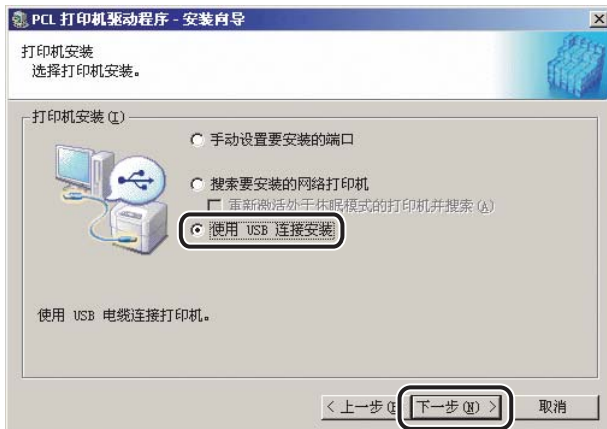 PCL 打印机驱动程序 - 安装向导
打印机安装
选择打印机安装。
打印机安装(I)
手动设置要安装的端口
搜索要安装的网络打印机
重新激活处于休眠模式的打印机并搜索(A)
使用 USB 连接安装
使用 USB 电缆连接打印机。
< 上一步(
下一步(N) >
取消